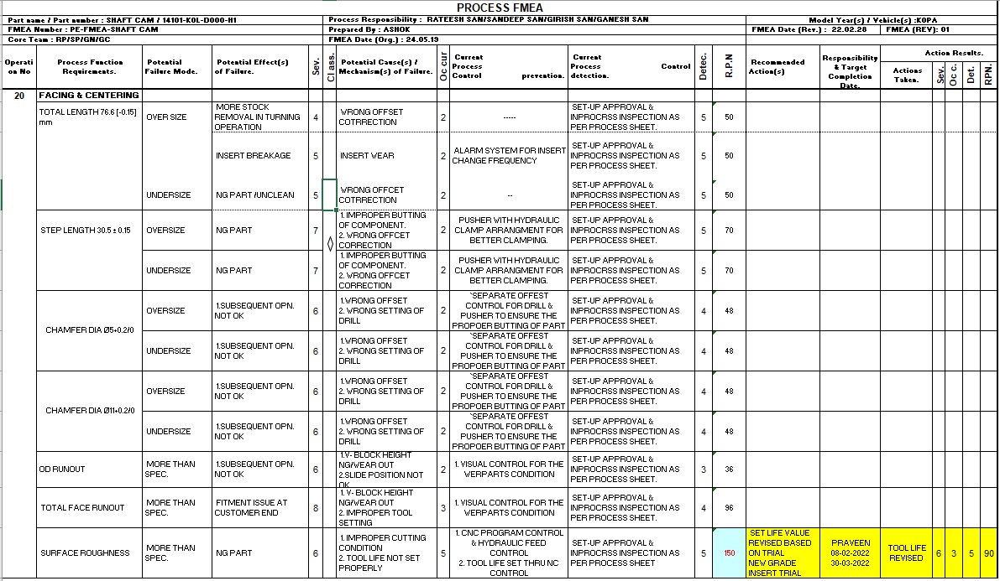 PROCESS FMEA
Part name / Part number : SHAFT CAM / 14101-K0L-D000-H1
Process Responsibility : RATEESH SAN/SANDEEP SAN/GIRISH SAN/GANESH SAN
Model Year(s) / Vehicle(s) :K0PA
FMEA Number : PE-FMEA-SHAFT CAM
Prepared By : ASHOK
FMEA Date (Rev.) : 22.02.28
FMEA (REV): 01
Core Team : RP/SP/GN/GC
FMEA Date (Org.) : 24.05.19
Operati
on No
Process Function
Requirements.
Potential
Failure Mode.
Potential Effect(s)
of Failure.
Sev.
Class.
Potential Cause(s) /
Mechanism(s) of Failure.
Occur
Current
Process
Control prevention.
Current
Process Control
detection.
Detec.
R.P.N
Recommended
Action(s)
Responsibility
& Target
Completion
Date.
Action Results.
Actions
Taken.
Sev.
Occ.
Det.
RPN.
20
FACING & CENTERING
TOTAL LENGTH 76.6 [-0.15]
mm
OVER SIZE
MORE STOCK
REMOVAL IN TURNING
OPERATION
4
WRONG OFFSET
COTRRECTION
2
-----
SET-UP APPROVAL &
INPROCRSS INSPECTION AS
PER PROCESS SHEET.
5
50
INSERT BREAKAGE
5
INSERT WEAR
2
ALARM SYSTEM FOR INSERT
CHANGE FREQUENCY
SET-UP APPROVAL &
INPROCRSS INSPECTION AS
PER PROCESS SHEET.
5
50
UNDERSIZE
NG PART /UNCLEAN
5
WRONG OFFCET
COTRRECTION
2
--
SET-UP APPROVAL &
INPROCRSS INSPECTION AS
PER PROCESS SHEET.
5
50
STEP LENGTH 30.5 ± 0.15
OVERSIZE
NG PART
7
1. IMPROPER BUTTING
OF COMPONENT.
2. WRONG OFFCET
CORRECTION
2
PUSHER WITH HYDRAULIC
CLAMP ARRANGMENT FOR
BETTER CLAMPING.
SET-UP APPROVAL &
INPROCRSS INSPECTION AS
PER PROCESS SHEET.
5
70
UNDERSIZE
NG PART
7
1. IMPROPER BUTTING
OF COMPONENT.
2. WRONG OFFCET
CORRECTION
2
PUSHER WITH HYDRAULIC
CLAMP ARRANGMENT FOR
BETTER CLAMPING.
SET-UP APPROVAL &
INPROCRSS INSPECTION AS
PER PROCESS SHEET.
5
70
CHAMFER DIA Ø5+0.2/0
OVERSIZE
1.SUBSEQUENT OPN.
NOT OK
6
1.WRONG OFFSET
2. WRONG SETTING OF
DRILL
2
`SEPARATE OFFEST
CONTROL FOR DRILL &
PUSHER TO ENSURE THE
PROPOER BUTTING OF PART
SET-UP APPROVAL &
INPROCRSS INSPECTION AS
PER PROCESS SHEET.
4
48
UNDERSIZE
1.SUBSEQUENT OPN.
NOT OK
6
1.WRONG OFFSET
2. WRONG SETTING OF
DRILL
2
`SEPARATE OFFEST
CONTROL FOR DRILL &
PUSHER TO ENSURE THE
PROPOER BUTTING OF PART
SET-UP APPROVAL &
INPROCRSS INSPECTION AS
PER PROCESS SHEET.
4
48
CHAMFER DIA Ø11+0.2/0
OVERSIZE
1.SUBSEQUENT OPN.
NOT OK
6
1.WRONG OFFSET
2. WRONG SETTING OF
DRILL
2
`SEPARATE OFFEST
CONTROL FOR DRILL &
PUSHER TO ENSURE THE
PROPOER BUTTING OF PART
SET-UP APPROVAL &
INPROCRSS INSPECTION AS
PER PROCESS SHEET.
4
48
UNDERSIZE
1.SUBSEQUENT OPN.
NOT OK
6
1.WRONG OFFSET
2. WRONG SETTING OF
DRILL
2
`SEPARATE OFFEST
CONTROL FOR DRILL &
PUSHER TO ENSURE THE
PROPOER BUTTING OF PART
SET-UP APPROVAL &
INPROCRSS INSPECTION AS
PER PROCESS SHEET.
4
48
OD RUNOUT
MORE THAN
SPEC.
1.SUBSEQUENT OPN.
NOT OK
6
1.V- BLOCK HEIGHT
NG/WEAR OUT
2.SLIDE POSITION NOT
OK
2
1. VISUAL CONTROL FOR THE
WERPARTS CONDITION
SET-UP APPROVAL &
INPROCRSS INSPECTION AS
PER PROCESS SHEET.
3
36
TOTAL FACE RUNOUT
MORE THAN
SPEC.
FITMENT ISSUE AT
CUSTOMER END
8
1. V- BLOCK HEIGHT
NG/WEAR OUT
2. IMPROPER TOOL
SETTING
3
1. VISUAL CONTROL FOR THE
WERPARTS CONDITION
SET-UP APPROVAL &
INPROCRSS INSPECTION AS
PER PROCESS SHEET.
4
96
SURFACE ROUGHNESS
MORE THAN
SPEC.
NG PART
6
1. IMPROPER CUTTING
CONDITION
2. TOOL LIFE NOT SET
PROPERLY
5
1. CNC PROGRAM CONTROL
& HYDRAULIC FEED
CONTROL
2. TOOL LIFE SET THRU NC
CONTROL
SET-UP APPROVAL &
INPROCRSS INSPECTION AS
PER PROCESS SHEET
5
150
SET LIFE VALUE
REVISED BASED
ON TRIAL
NEW GRADE
INSERT TRIAL
PRAVEEN
08-02-2022
30-03-2022
TOOL LIFE
REVISED
6
3
5
90